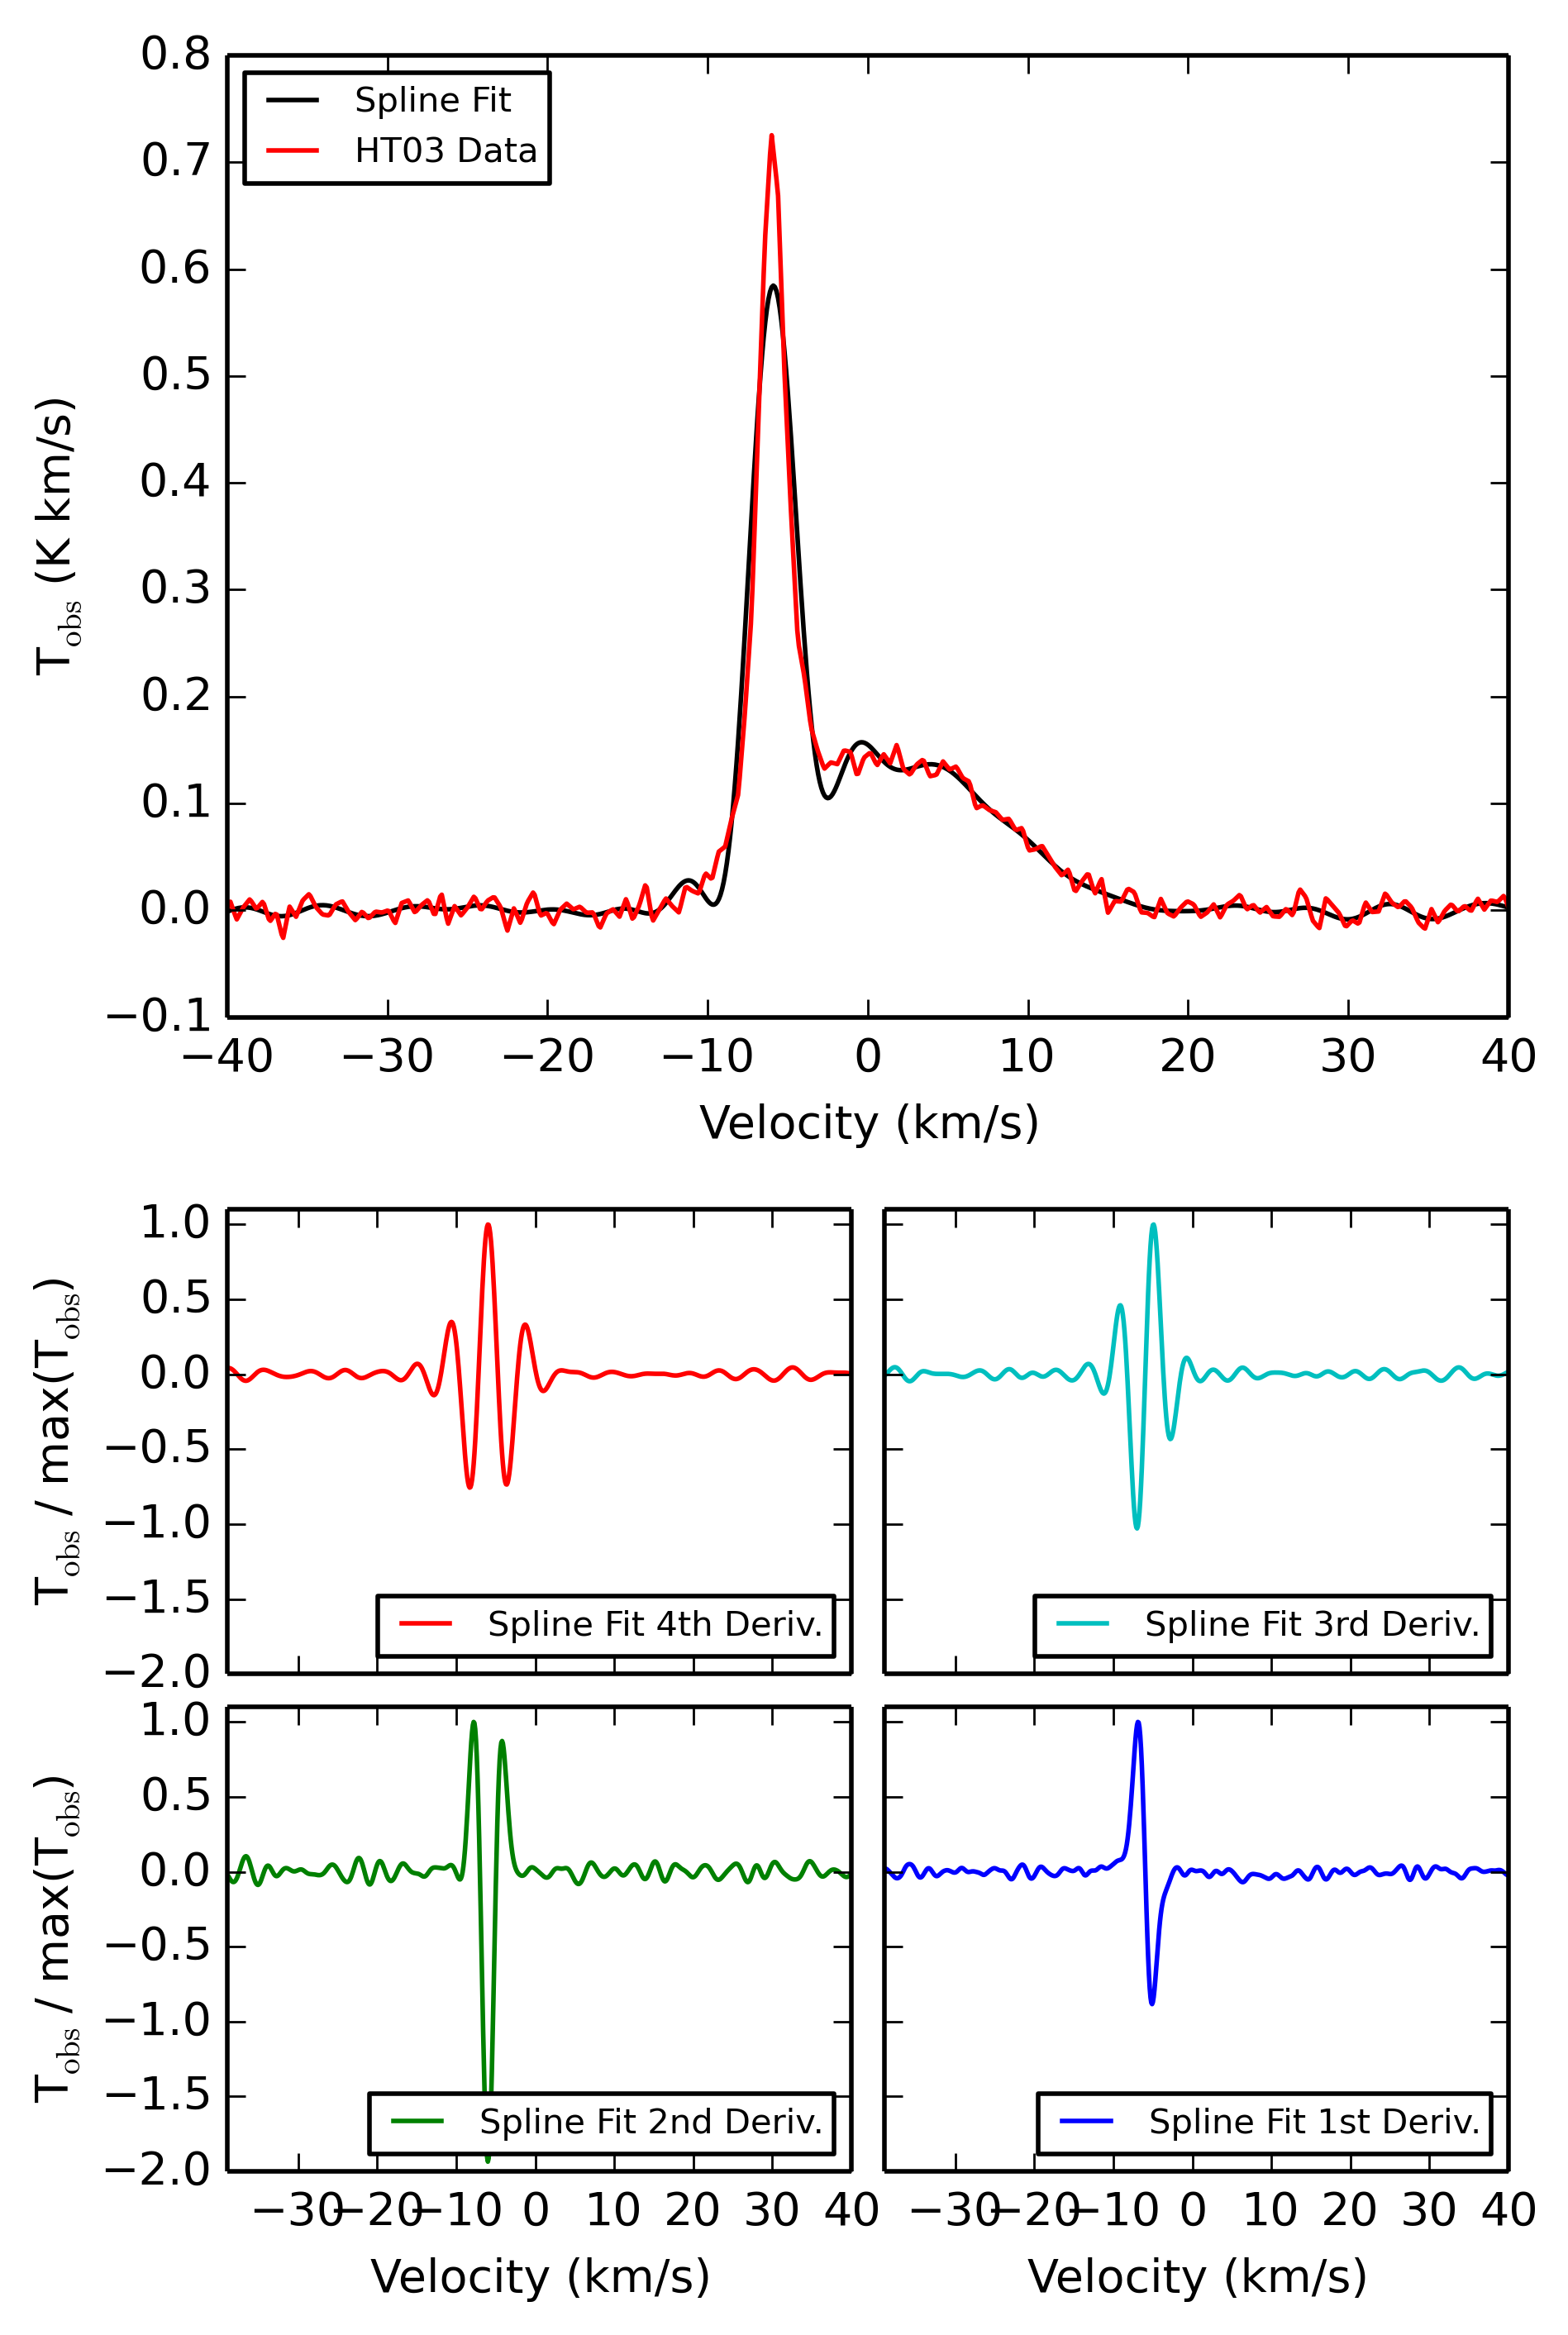 0.8
0.7
0.6
0.5
0.4
0.3
0.2
0.1
0.0
−0.1
T_obs (K km/s)
Spline Fit
HT03 Data
−40 −30 −20 −10 0 10 20 30 40
Velocity (km/s)
1.0
0.5
0.0
−0.5
−1.0
−1.5
−2.0
T_obs / max(T_obs)
Spline Fit 4th Deriv.
Spline Fit 3rd Deriv.
1.0
0.5
0.0
−0.5
−1.0
−1.5
−2.0
T_obs / max(T_obs)
Spline Fit 2nd Deriv.
Spline Fit 1st Deriv.
−30 −20 −10 0 10 20 30 40
−30 −20 −10 0 10 20 30 40
Velocity (km/s)
Velocity (km/s)